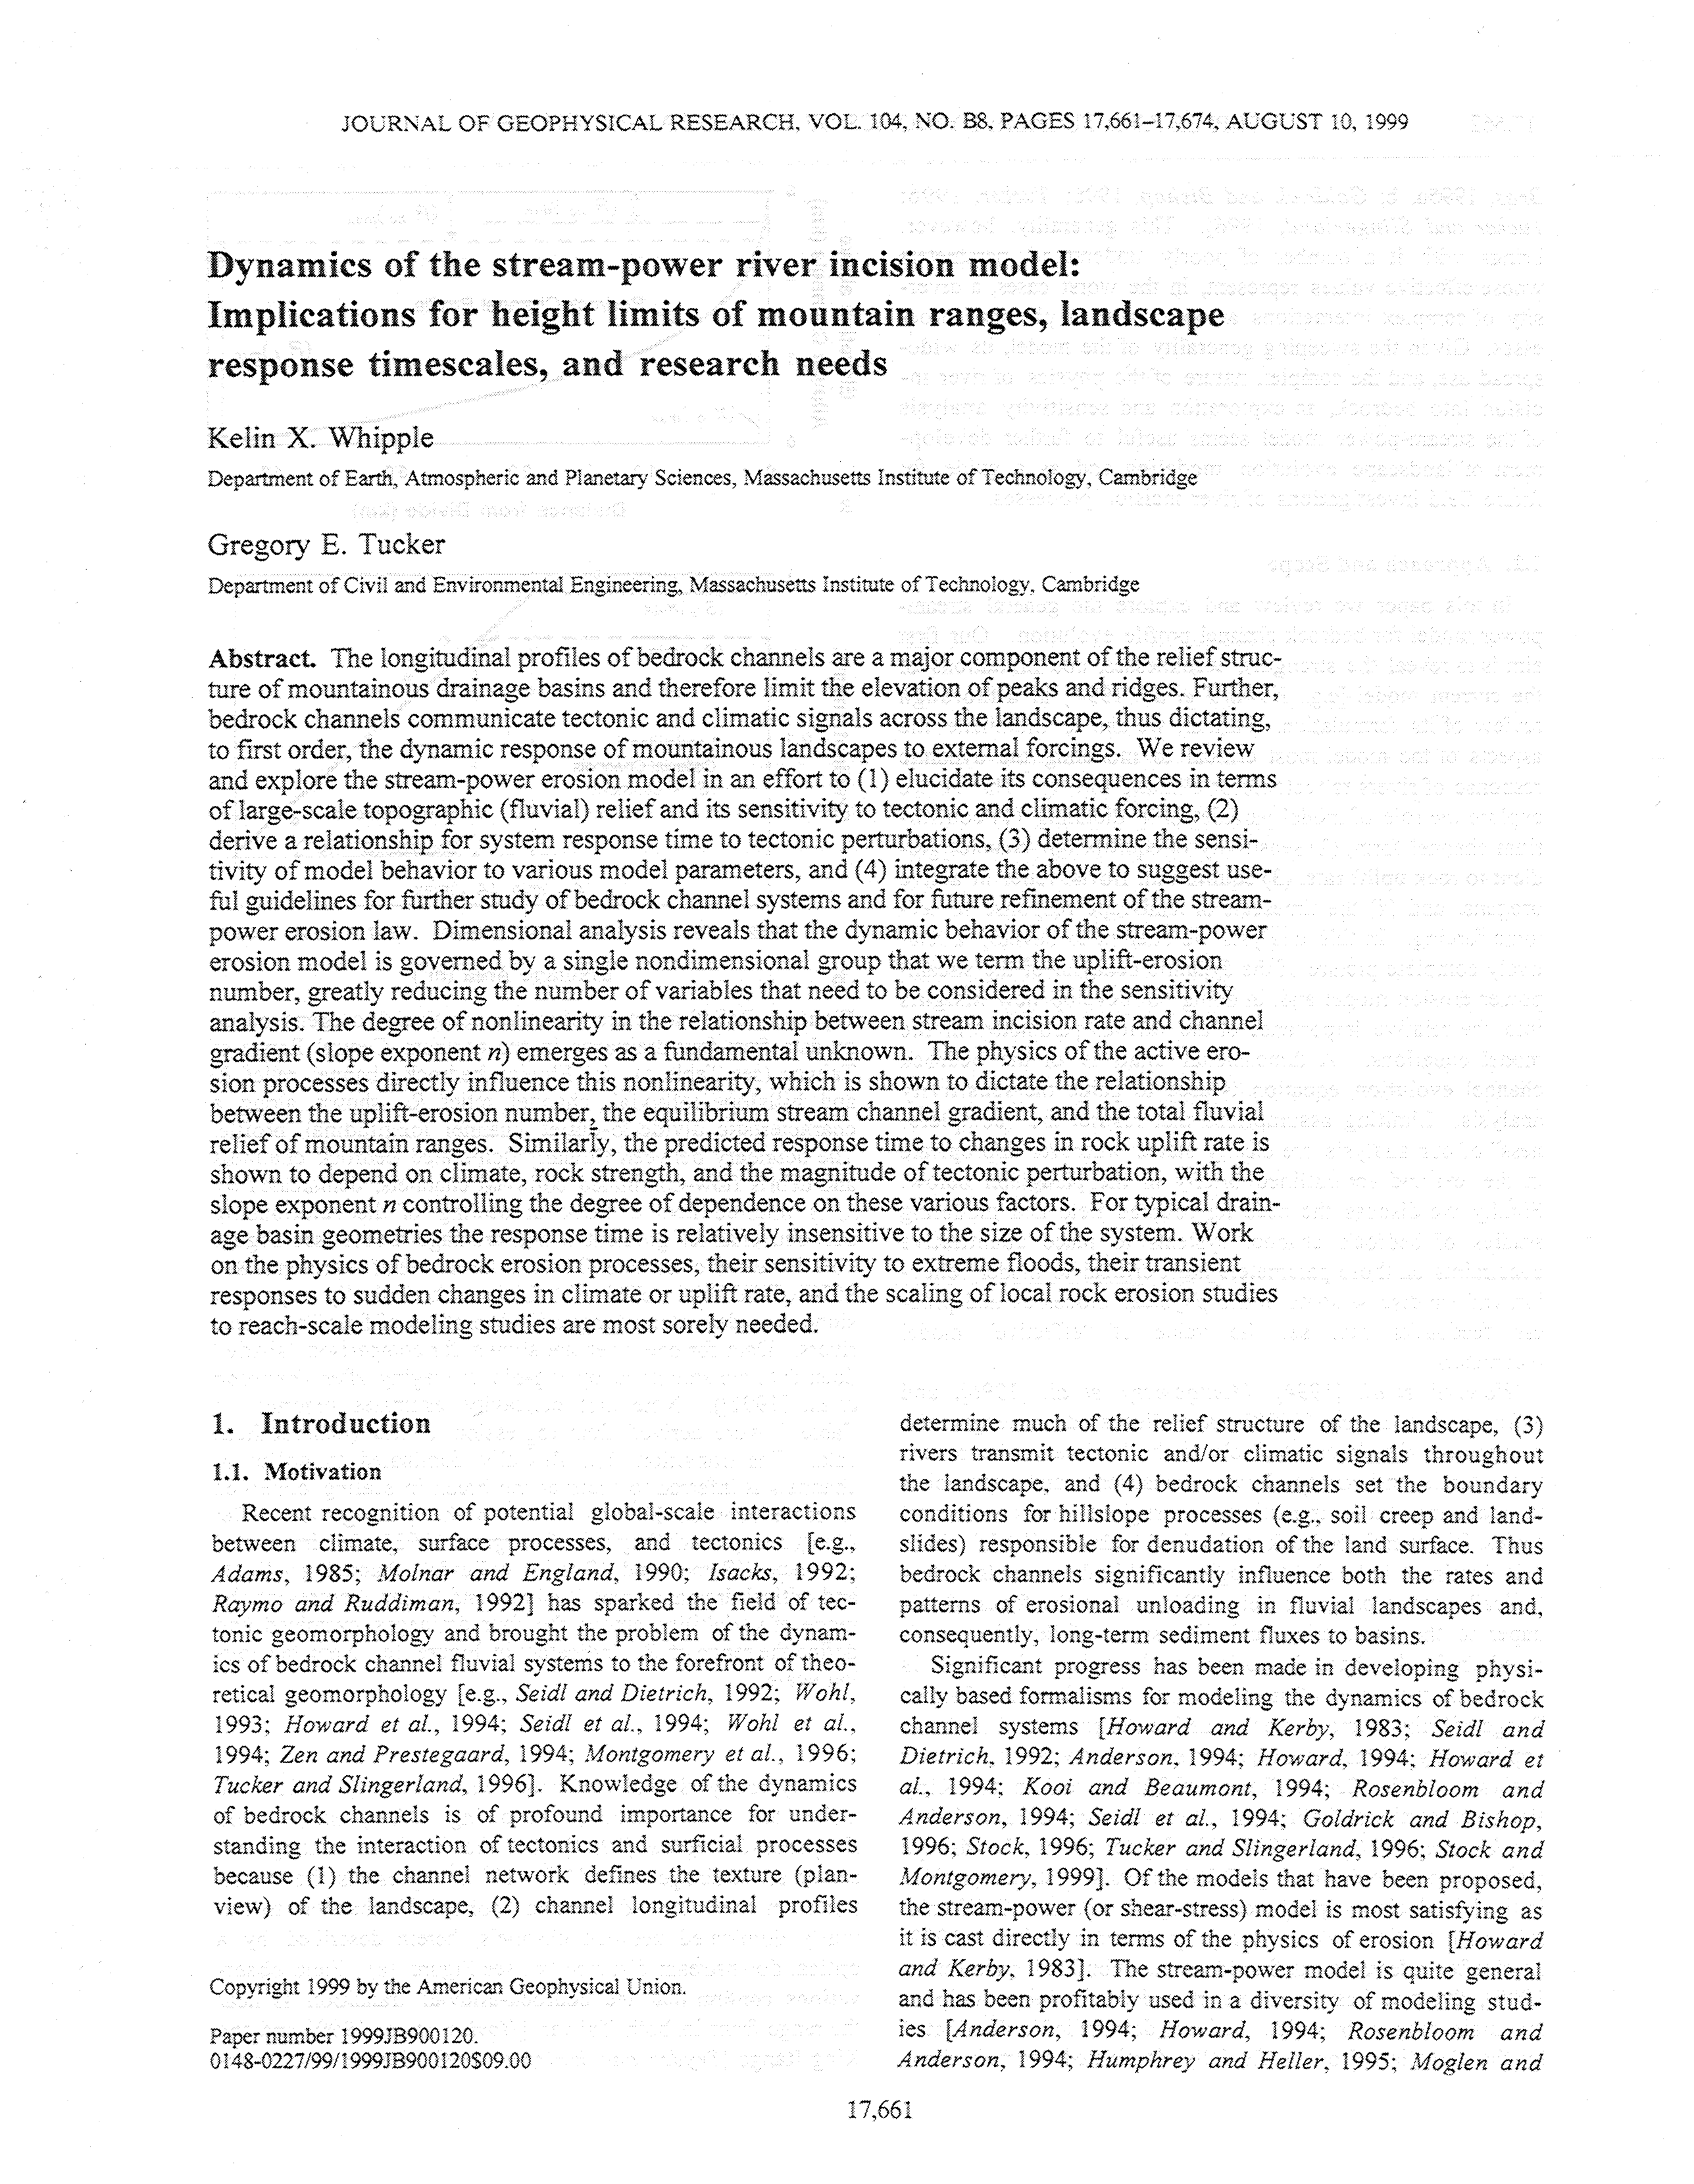 JOURNAL OF GEOPHYSICAL RESEARCH, VOL. 104, NO. B8, PAGES 17,661–17,674, AUGUST 10, 1999
Dynamics of the stream-power river incision model:
Implications for height limits of mountain ranges, landscape
response timescales, and research needs
Kelin X. Whipple
Department of Earth, Atmospheric and Planetary Sciences, Massachusetts Institute of Technology, Cambridge
Gregory E. Tucker
Department of Civil and Environmental Engineering, Massachusetts Institute of Technology, Cambridge
Abstract. The longitudinal profiles of bedrock channels are a major component of the relief struc-
ture of mountainous drainage basins and therefore limit the elevation of peaks and ridges. Further,
bedrock channels communicate tectonic and climatic signals across the landscape, thus dictating,
to first order, the dynamic response of mountainous landscapes to external forcings. We review
and explore the stream-power erosion model in an effort to (1) elucidate its consequences in terms
of large-scale topographic (fluvial) relief and its sensitivity to tectonic and climatic forcing, (2)
derive a relationship for system response time to tectonic perturbations, (3) determine the sensi-
tivity of model behavior to various model parameters, and (4) integrate the above to suggest use-
ful guidelines for further study of bedrock channel systems and for future refinement of the stream-
power erosion law. Dimensional analysis reveals that the dynamic behavior of the stream-power
erosion model is governed by a single nondimensional group that we term the uplift-erosion
number, greatly reducing the number of variables that need to be considered in the sensitivity
analysis. The degree of nonlinearity in the relationship between stream incision rate and channel
gradient (slope exponent n) emerges as a fundamental unknown. The physics of the active ero-
sion processes directly influence this nonlinearity, which is shown to dictate the relationship
between the uplift-erosion number, the equilibrium stream channel gradient, and the total fluvial
relief of mountain ranges. Similarly, the predicted response time to changes in rock uplift rate is
shown to depend on climate, rock strength, and the magnitude of tectonic perturbation, with the
slope exponent n controlling the degree of dependence on these various factors. For typical drain-
age basin geometries the response time is relatively insensitive to the size of the system. Work
on the physics of bedrock erosion processes, their sensitivity to extreme floods, their transient
responses to sudden changes in climate or uplift rate, and the scaling of local rock erosion studies
to reach-scale modeling studies are most sorely needed.
1. Introduction
1.1. Motivation
Recent recognition of potential global-scale interactions
between climate, surface processes, and tectonics [e.g.,
Adams, 1985; Molnar and England, 1990; Isacks, 1992;
Raymo and Ruddiman, 1992] has sparked the field of tec-
tonic geomorphology and brought the problem of the dynam-
ics of bedrock channel fluvial systems to the forefront of theo-
retical geomorphology [e.g., Seidl and Dietrich, 1992; Wohl,
1993; Howard et al., 1994; Seidl et al., 1994; Wohl et al.,
1994; Zen and Prestegaard, 1994; Montgomery et al., 1996;
Tucker and Slingerland, 1996]. Knowledge of the dynamics
of bedrock channels is of profound importance for under-
standing the interaction of tectonics and surficial processes
because (1) the channel network defines the texture (plan-
view) of the landscape, (2) channel longitudinal profiles
Copyright 1999 by the American Geophysical Union.
Paper number 1999JB900120.
0148-0227/99/1999JB900120$09.00
determine much of the relief structure of the landscape, (3)
rivers transmit tectonic and/or climatic signals throughout
the landscape, and (4) bedrock channels set the boundary
conditions for hillslope processes (e.g., soil creep and land-
slides) responsible for denudation of the land surface. Thus
bedrock channels significantly influence both the rates and
patterns of erosional unloading in fluvial landscapes and,
consequently, long-term sediment fluxes to basins.
Significant progress has been made in developing physi-
cally based formalisms for modeling the dynamics of bedrock
channel systems [Howard and Kerby, 1983; Seidl and
Dietrich, 1992; Anderson, 1994; Howard, 1994; Howard et
al., 1994; Kooi and Beaumont, 1994; Rosenbloom and
Anderson, 1994; Seidl et al., 1994; Goldrick and Bishop,
1996; Stock, 1996; Tucker and Slingerland, 1996; Stock and
Montgomery, 1999]. Of the models that have been proposed,
the stream-power (or shear-stress) model is most satisfying as
it is cast directly in terms of the physics of erosion [Howard
and Kerby, 1983]. The stream-power model is quite general
and has been profitably used in a diversity of modeling stud-
ies [Anderson, 1994; Howard, 1994; Rosenbloom and
Anderson, 1994; Humphrey and Heller, 1995; Moglen and
17,661